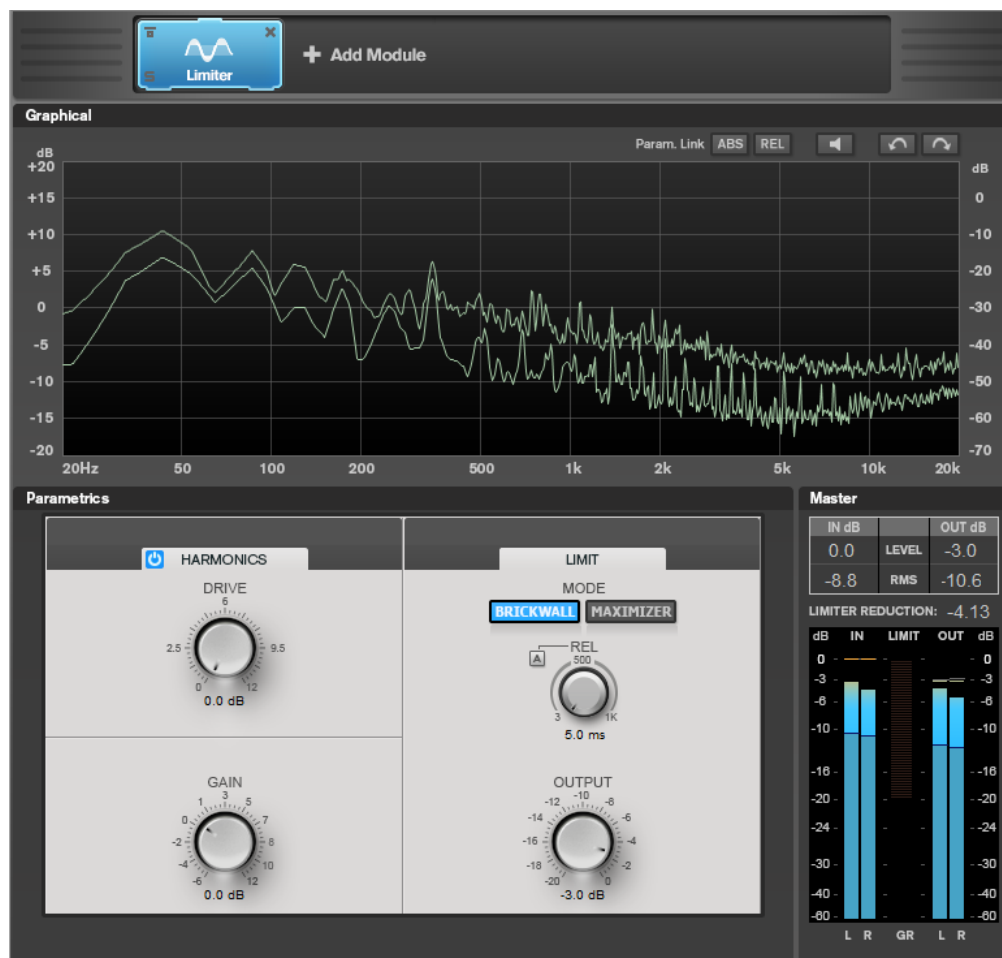 S
Limiter
+ Add Module
Graphical
Param. Link ABS REL
dB
+20
+15
+10
+5
0
-5
-10
-15
-20
dB
0
-10
-20
-30
-40
-50
-60
-70
20Hz 50 100 200 500 1k 2k 5k 10k 20k
Parametrics
HARMONICS
DRIVE
6
2.5 9.5
0 12
0.0 dB
GAIN
3
1 5
0 7
-2 8
-4 10
-6 12
0.0 dB
LIMIT
MODE
BRICKWALL MAXIMIZER
REL
A 500
3 1K
5.0 ms
OUTPUT
-10
-12 -8
-14 -6
-16 -4
-18 -2
-20 0
-3.0 dB
Master
IN dB OUT dB
0.0 LEVEL -3.0
-8.8 RMS -10.6
LIMITER REDUCTION: -4.13
dB IN LIMIT OUT dB
0 - - - 0
-3 - - - -3
-6 - - - -6
-10 - - - -10
-16 - - - -16
-20 - - - -20
-24 - - - -24
-30 - - - -30
-40 - - - -40
-60 - - - -60
L R GR L R